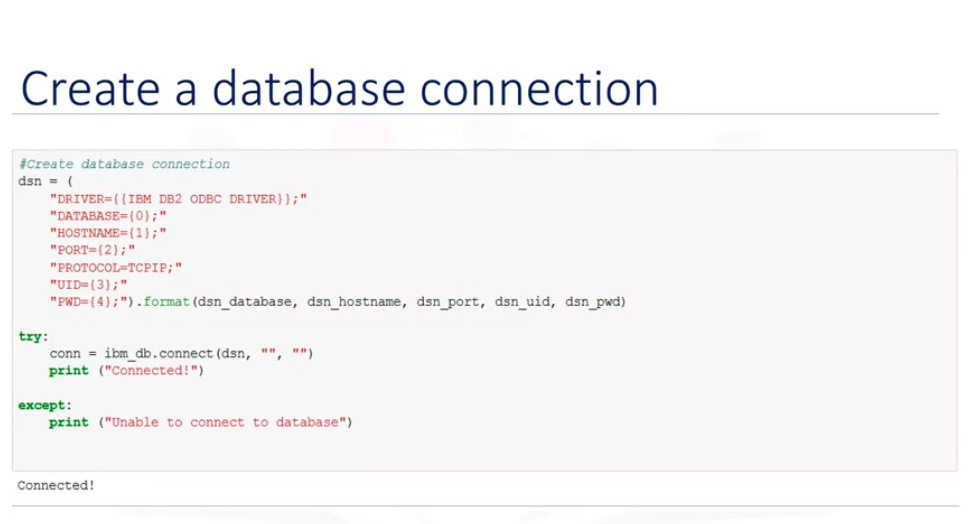 Create a database connection
#Create database connection
dsn = (
    "DRIVER={{IBM DB2 ODBC DRIVER}};"
    "DATABASE={0};"
    "HOSTNAME={1};"
    "PORT={2};"
    "PROTOCOL=TCPIP;"
    "UID={3};"
    "PWD={4};").format(dsn_database, dsn_hostname, dsn_port, dsn_uid, dsn_pwd)
try:
    conn = ibm_db.connect(dsn, "", "")
    print ("Connected!")
except:
    print ("Unable to connect to database")
Connected!